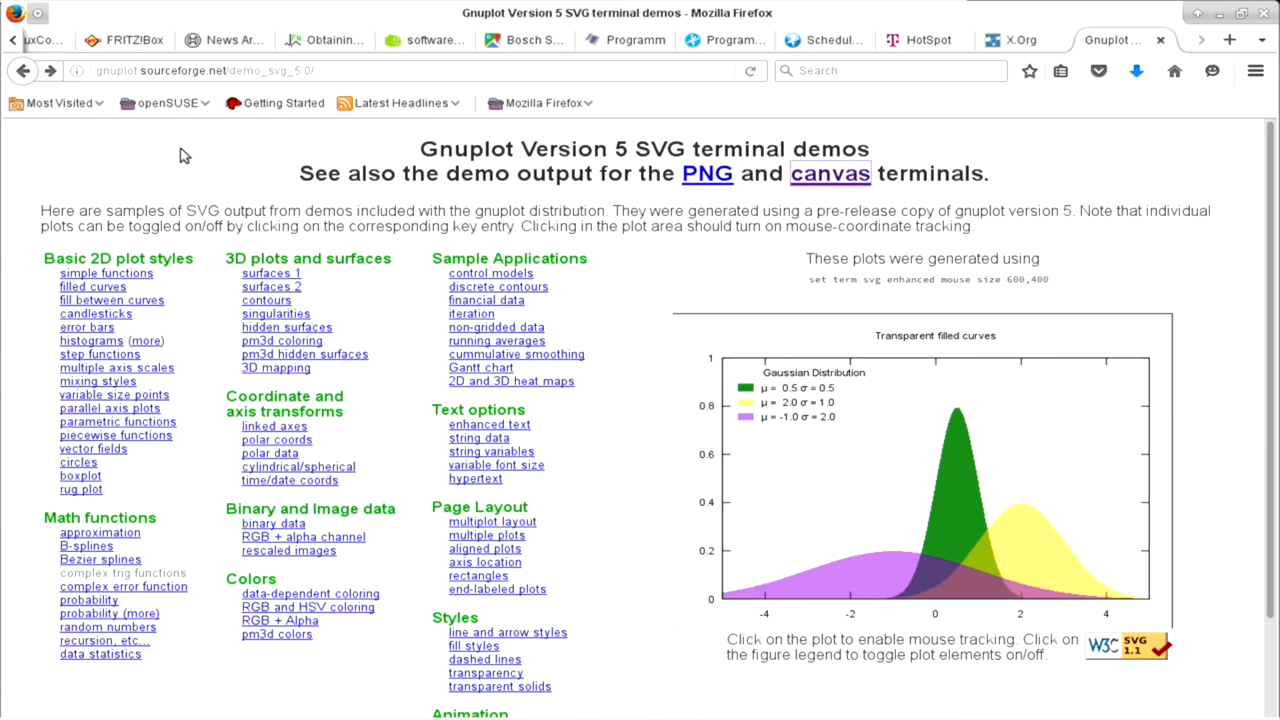 Gnuplot Version 5 SVG terminal demos - Mozilla Firefox
uxCo...
FRITZ!Box
News Ar...
Obtainin...
software...
Bosch S...
Programm
Program...
Schedul...
HotSpot
X.Org
Gnuplot ...
gnuplot.sourceforge.net/demo_svg_5.0/
Search
Most Visited
openSUSE
Getting Started
Latest Headlines
Mozilla Firefox
Gnuplot Version 5 SVG terminal demos
See also the demo output for the PNG and canvas terminals.
Here are samples of SVG output from demos included with the gnuplot distribution. They were generated using a pre-release copy of gnuplot version 5. Note that individual
plots can be toggled on/off by clicking on the corresponding key entry. Clicking in the plot area should turn on mouse-coordinate tracking.
Basic 2D plot styles
simple functions
filled curves
fill between curves
candlesticks
error bars
histograms (more)
step functions
multiple axis scales
mixing styles
variable size points
parallel axis plots
parametric functions
piecewise functions
vector fields
circles
boxplot
rug plot
Math functions
approximation
B-splines
Bezier splines
complex trig functions
complex error function
probability
probability (more)
random numbers
recursion, etc...
data statistics
3D plots and surfaces
surfaces 1
surfaces 2
contours
singularities
hidden surfaces
pm3d coloring
pm3d hidden surfaces
3D mapping
Coordinate and
axis transforms
linked axes
polar coords
polar data
cylindrical/spherical
time/date coords
Binary and Image data
binary data
RGB + alpha channel
rescaled images
Colors
data-dependent coloring
RGB and HSV coloring
RGB + Alpha
pm3d colors
Sample Applications
control models
discrete contours
financial data
iteration
non-gridded data
running averages
cummulative smoothing
Gantt chart
2D and 3D heat maps
Text options
enhanced text
string data
string variables
variable font size
hypertext
Page Layout
multiplot layout
multiple plots
aligned plots
axis location
rectangles
end-labeled plots
Styles
line and arrow styles
fill styles
dashed lines
transparency
transparent solids
Animation
These plots were generated using
set term svg enhanced mouse size 600,400
Transparent filled curves
Gaussian Distribution
μ = 0.5 σ = 0.5
μ = 2.0 σ = 1.0
μ = -1.0 σ = 2.0
1
0.8
0.6
0.4
0.2
0
-4
-2
0
2
4
Click on the plot to enable mouse tracking. Click on
the figure legend to toggle plot elements on/off.
W3C SVG 1.1